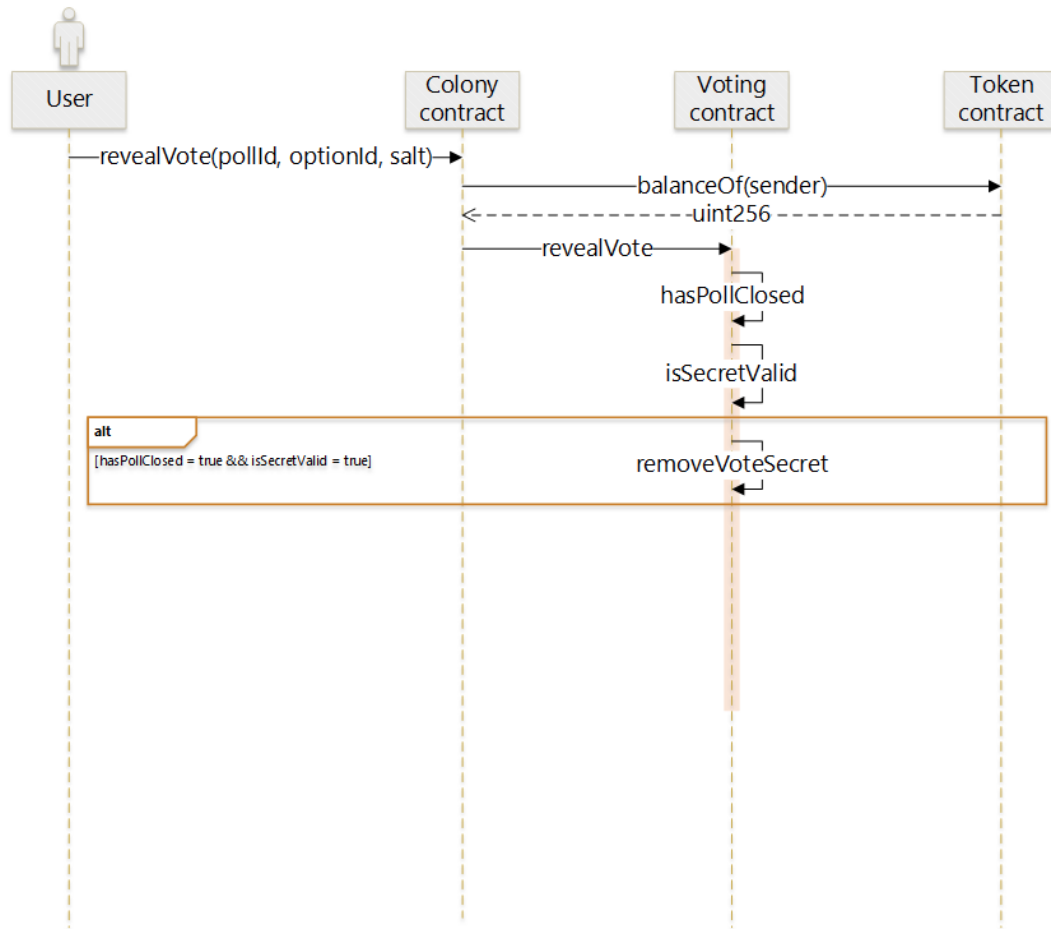 User
Colony
contract
Voting
contract
Token
contract
revealVote(pollId, optionId, salt)
balanceOf(sender)
uint256
revealVote
hasPollClosed
isSecretValid
alt
[hasPollClosed = true && isSecretValid = true]
removeVoteSecret